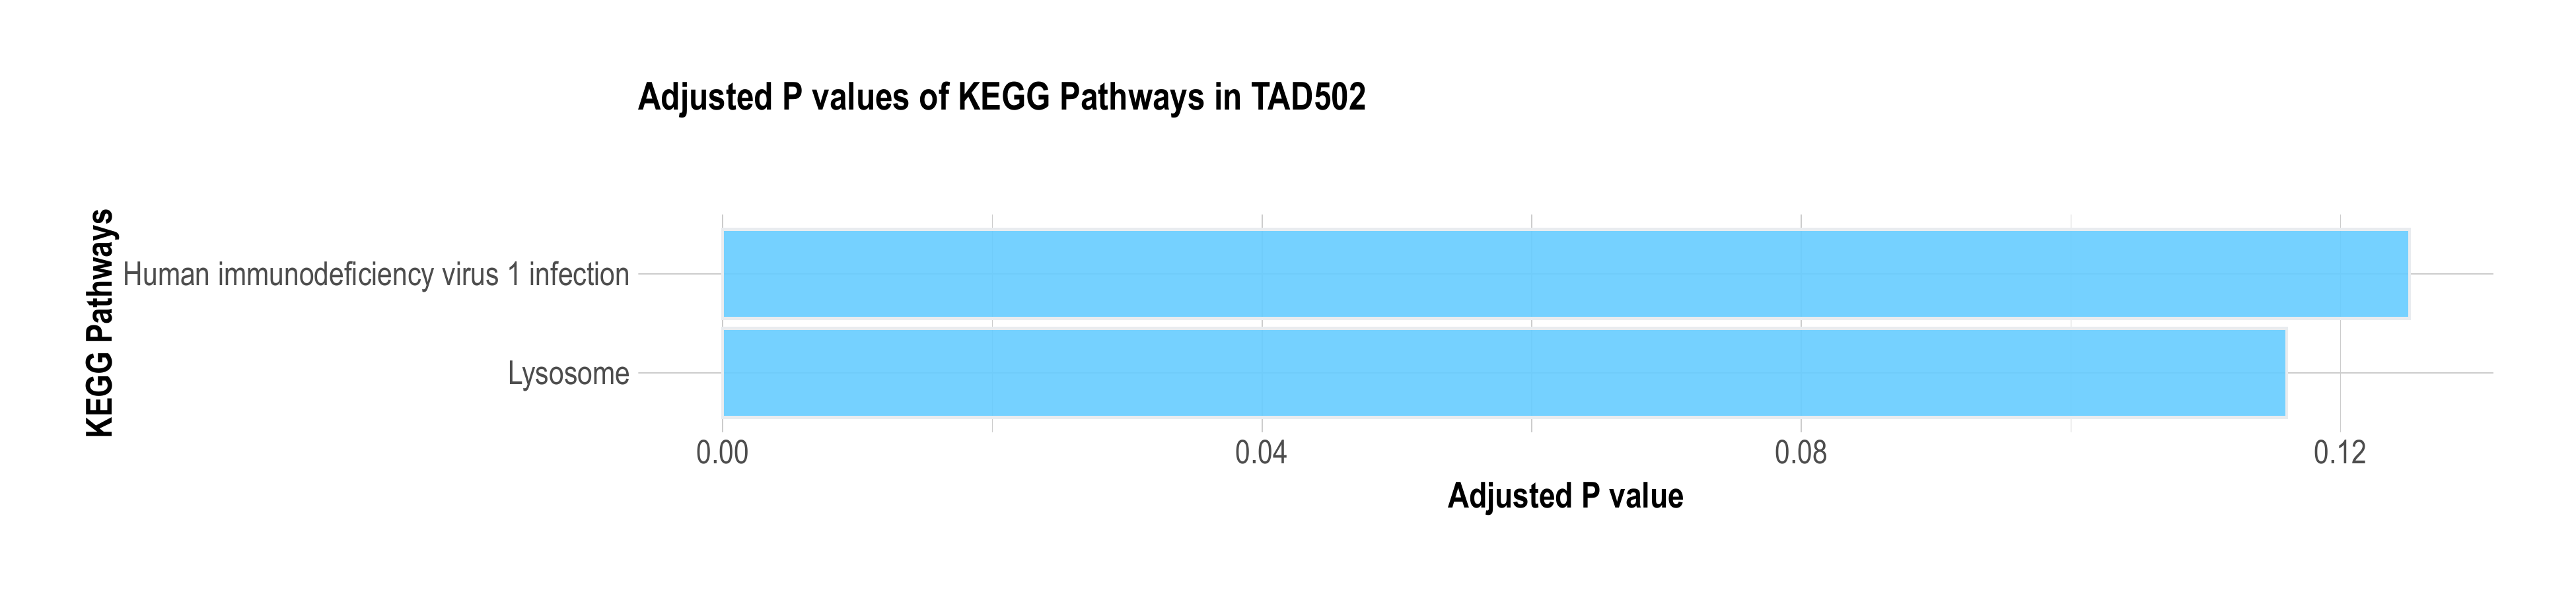 Adjusted P values of KEGG Pathways in TAD502
KEGG Pathways
Human immunodeficiency virus 1 infection
Lysosome
0.00 0.04 0.08 0.12
Adjusted P value